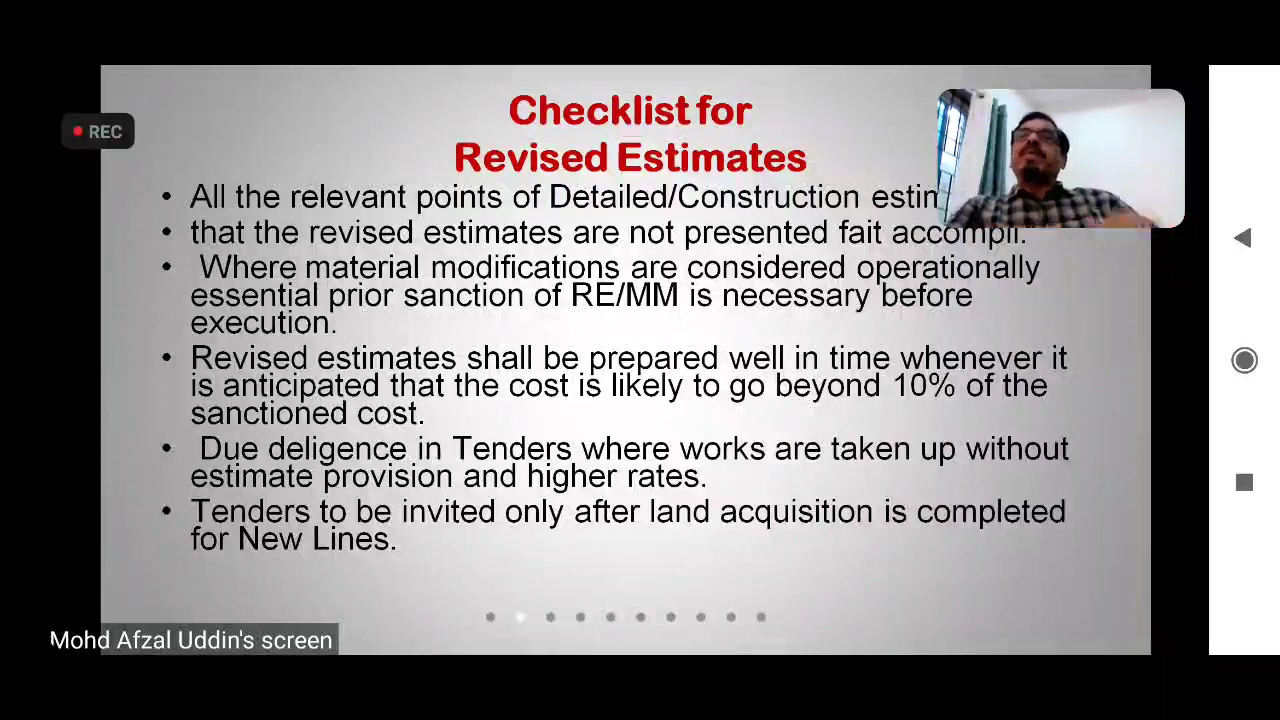 Checklist for
Revised Estimates
REC
• All the relevant points of Detailed/Construction
• that the revised estimates are not presented fait accompli.
• Where material modifications are considered operationally
essential prior sanction of RE/MM is necessary before
execution.
• Revised estimates shall be prepared well in time whenever it
is anticipated that the cost is likely to go beyond 10% of the
sanctioned cost.
• Due deligence in Tenders where works are taken up without
estimate provision and higher rates.
• Tenders to be invited only after land acquisition is completed
for New Lines.
Mohd Afzal Uddin's screen